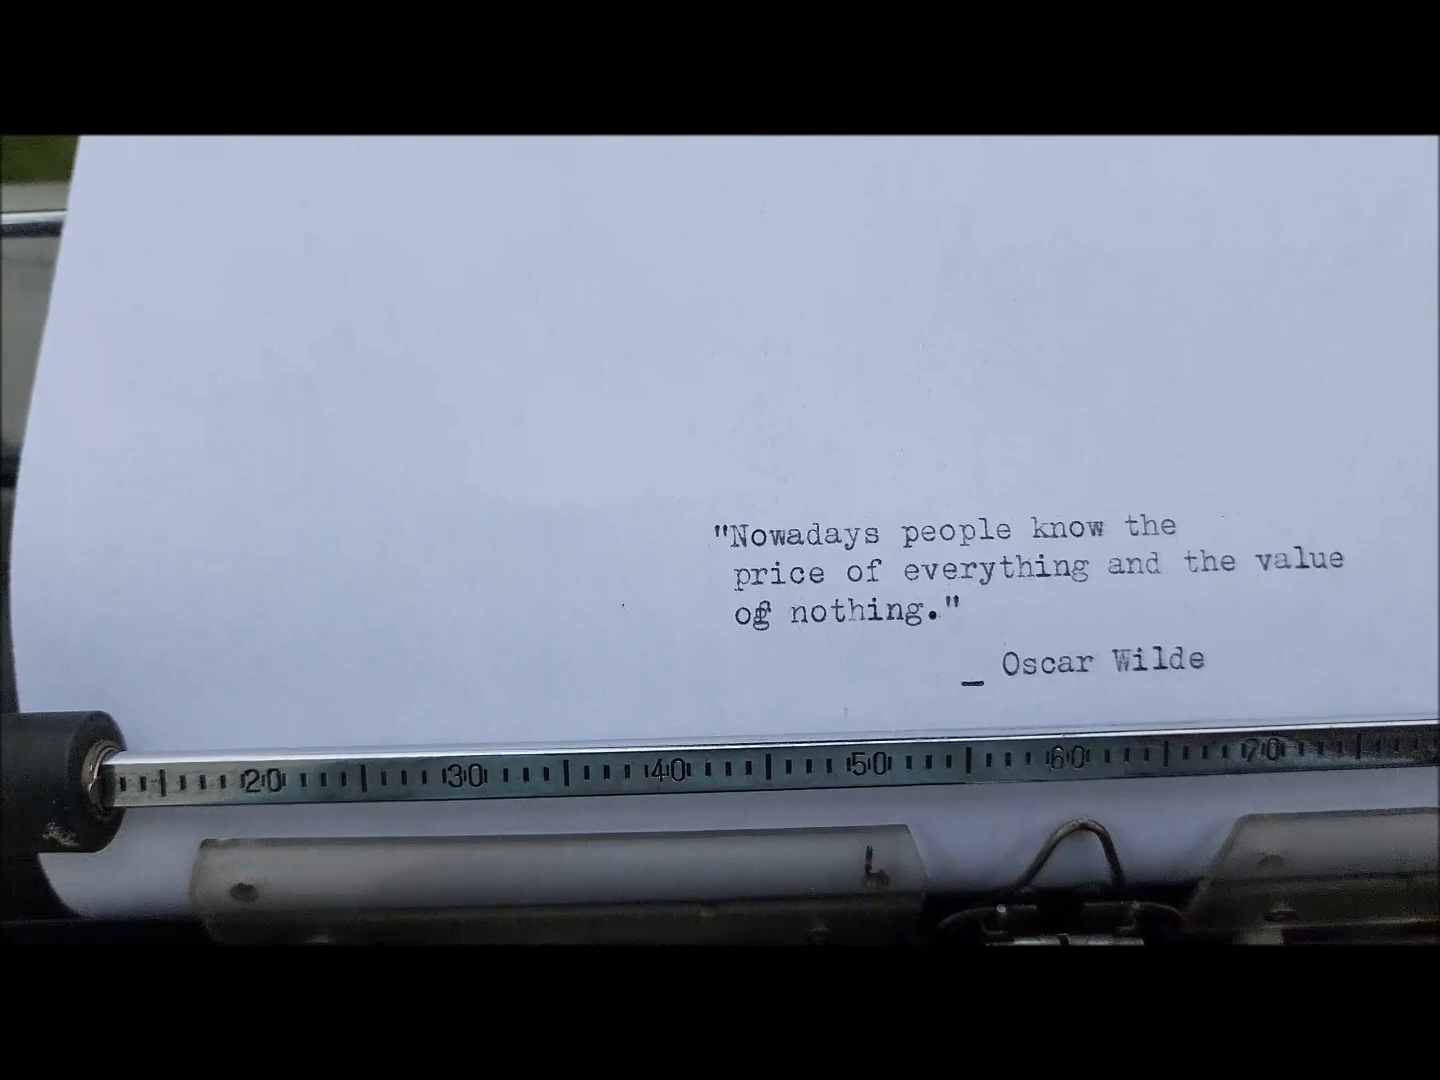 "Nowadays people know the
price of everything and the value
of nothing."
_ Oscar Wilde
20 30 40 50 60 70